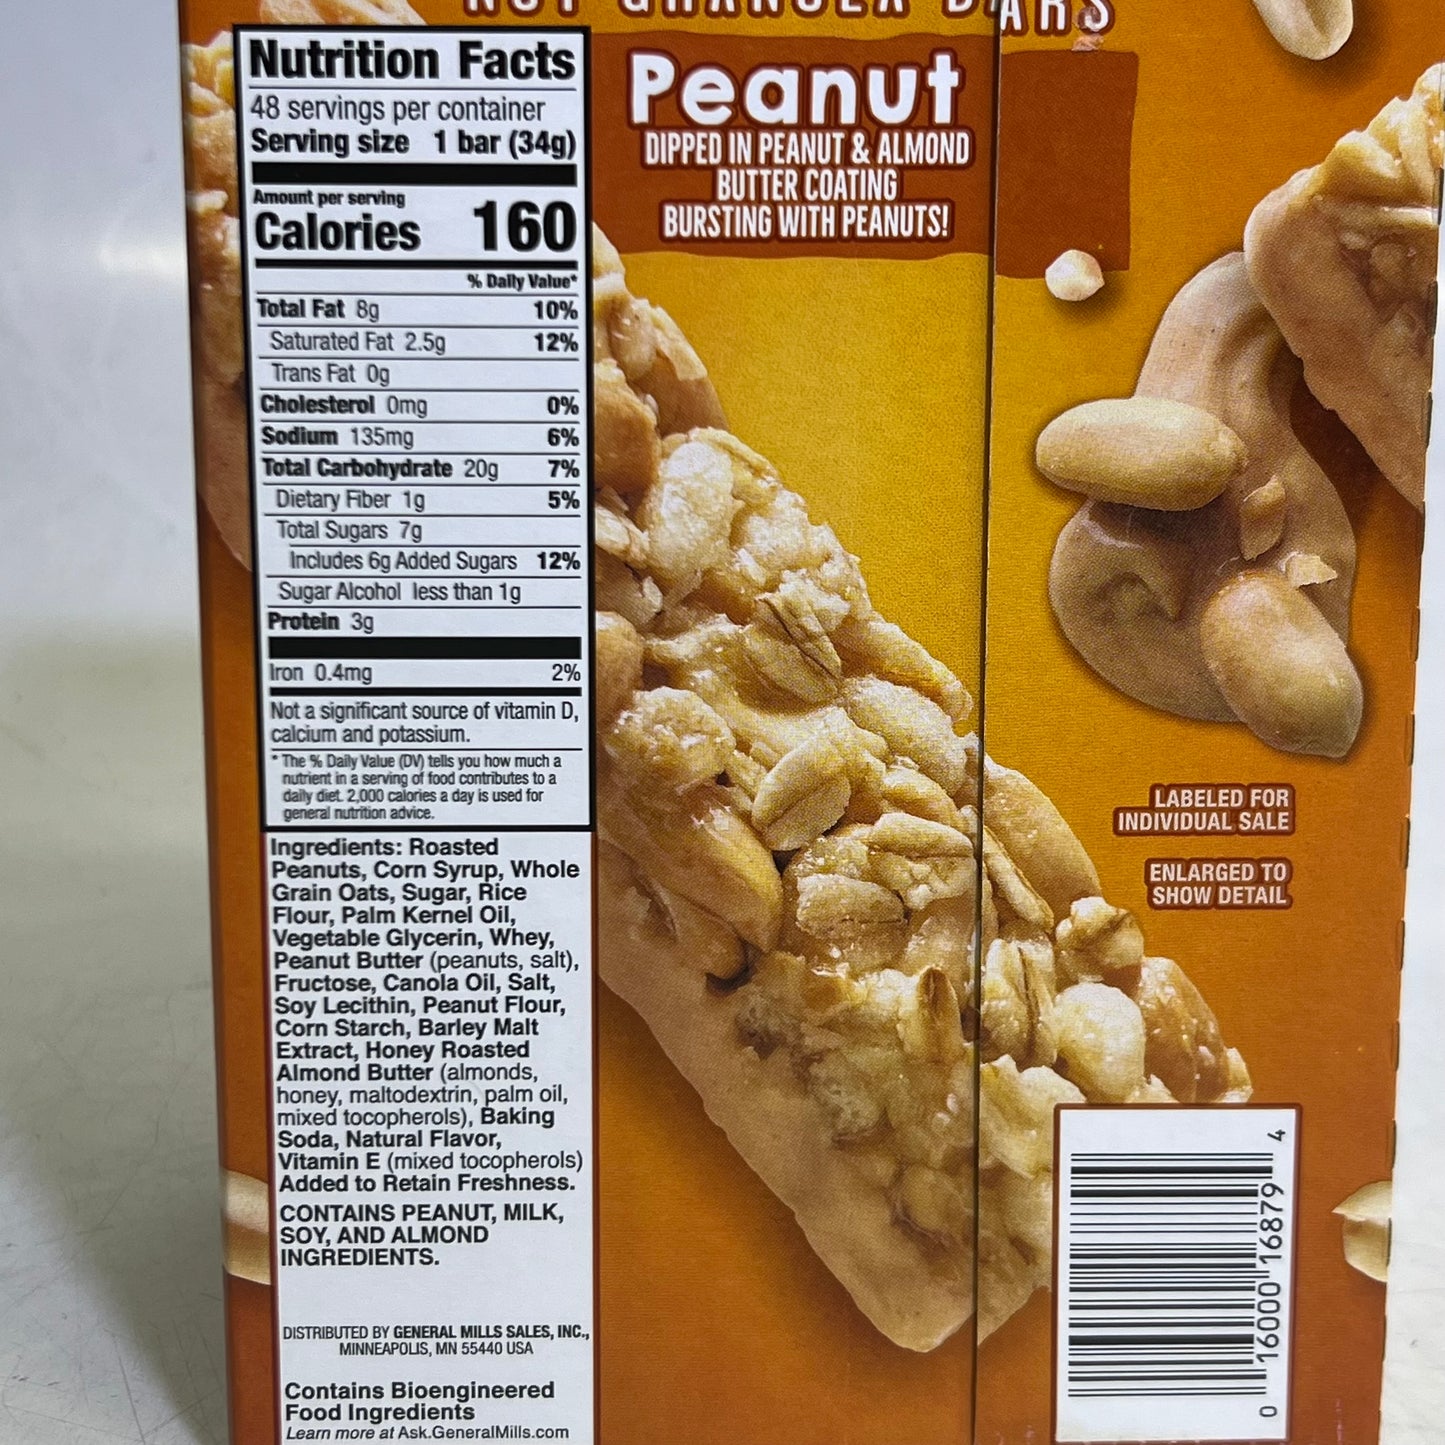 NUT GRANOLA BARS
Nutrition Facts
48 servings per container
Serving size 1 bar (34g)
Amount per serving
Calories 160
% Daily Value*
Total Fat 8g 10%
Saturated Fat 2.5g 12%
Trans Fat 0g
Cholesterol 0mg 0%
Sodium 135mg 6%
Total Carbohydrate 20g 7%
Dietary Fiber 1g 5%
Total Sugars 7g
Includes 6g Added Sugars 12%
Sugar Alcohol less than 1g
Protein 3g
Iron 0.4mg 2%
Not a significant source of vitamin D,
calcium and potassium.
* The % Daily Value (DV) tells you how much a
nutrient in a serving of food contributes to a
daily diet. 2,000 calories a day is used for
general nutrition advice.
Ingredients: Roasted
Peanuts, Corn Syrup, Whole
Grain Oats, Sugar, Rice
Flour, Palm Kernel Oil,
Vegetable Glycerin, Whey,
Peanut Butter (peanuts, salt),
Fructose, Canola Oil, Salt,
Soy Lecithin, Peanut Flour,
Corn Starch, Barley Malt
Extract, Honey Roasted
Almond Butter (almonds,
honey, maltodextrin, palm oil,
mixed tocopherols), Baking
Soda, Natural Flavor,
Vitamin E (mixed tocopherols)
Added to Retain Freshness.
CONTAINS PEANUT, MILK,
SOY, AND ALMOND
INGREDIENTS.
DISTRIBUTED BY GENERAL MILLS SALES, INC.,
MINNEAPOLIS, MN 55440 USA
Contains Bioengineered
Food Ingredients
Learn more at Ask.GeneralMills.com
Peanut
DIPPED IN PEANUT & ALMOND
BUTTER COATING
BURSTING WITH PEANUTS!
LABELED FOR
INDIVIDUAL SALE
ENLARGED TO
SHOW DETAIL
0 16000 16879 4